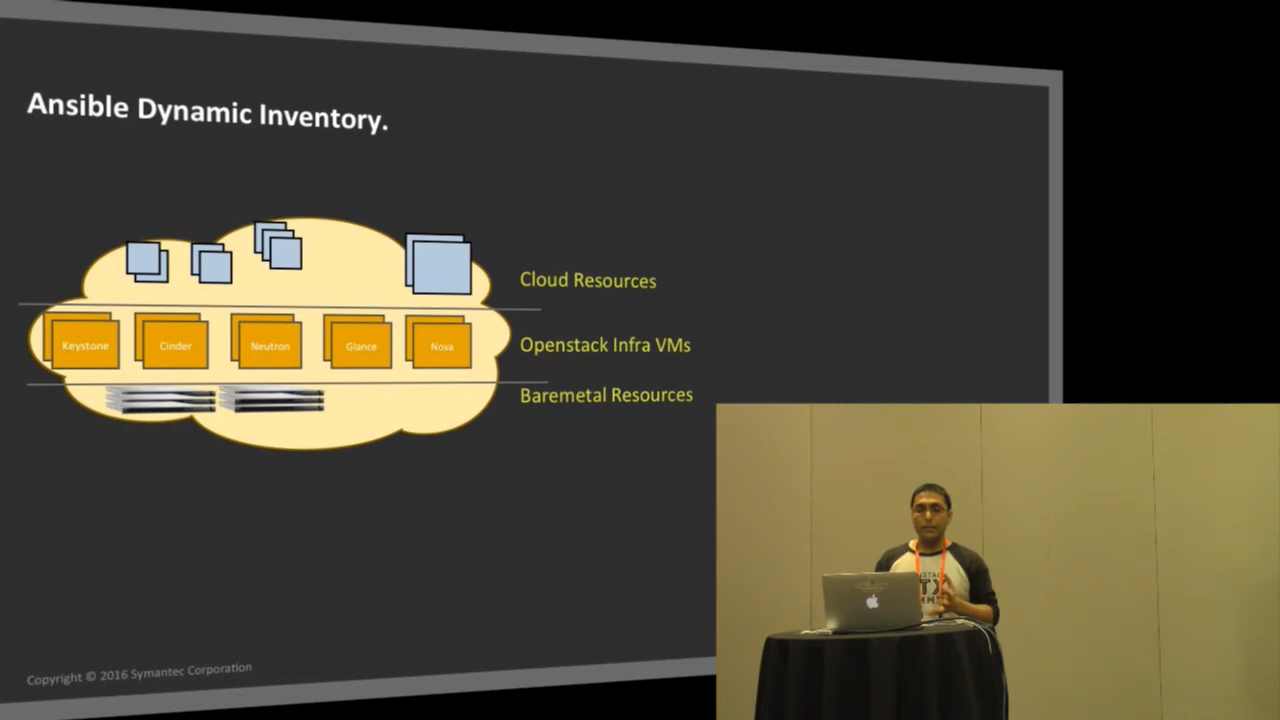 Ansible Dynamic Inventory.
Cloud Resources
Keystone
Cinder
Neutron
Glance
Nova
Openstack Infra VMs
Baremetal Resources
TX
Copyright © 2016 Symantec Corporation